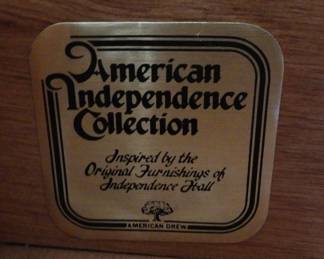 American
Independence
Collection
Inspired by the
Original Furnishings of
Independence Hall
AMERICAN DREW